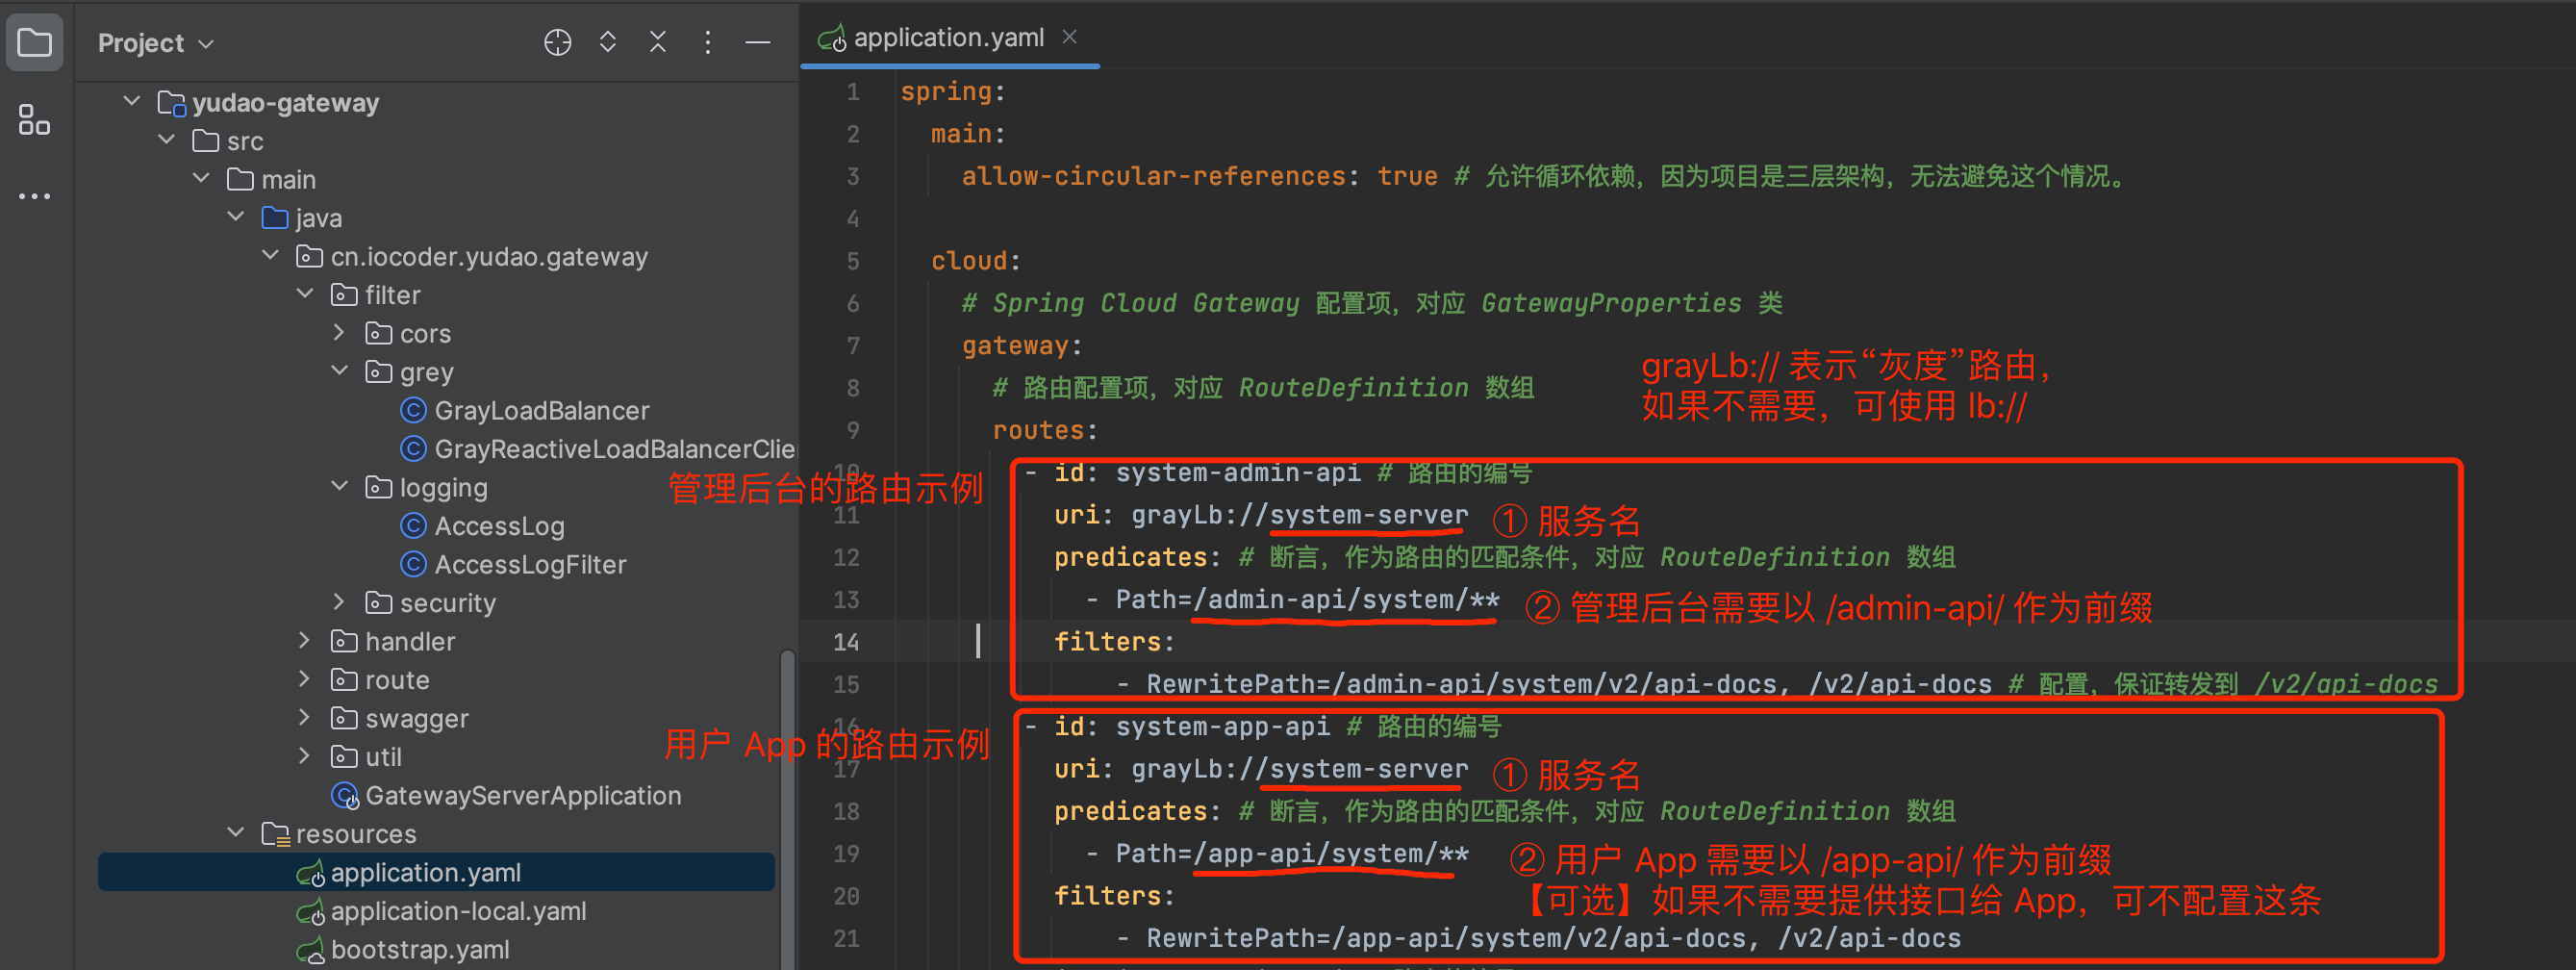 Project
yudao-gateway
src
main
java
cn.iocoder.yudao.gateway
filter
cors
grey
GrayLoadBalancer
GrayReactiveLoadBalancerClie
logging
AccessLog
AccessLogFilter
security
handler
route
swagger
util
GatewayServerApplication
resources
application.yaml
application-local.yaml
bootstrap.yaml
application.yaml
1 spring:
2 main:
3 allow-circular-references: true # 允许循环依赖，因为项目是三层架构，无法避免这个情况。
4
5 cloud:
6 # Spring Cloud Gateway 配置项，对应 GatewayProperties 类
7 gateway:
8 # 路由配置项，对应 RouteDefinition 数组
9 routes:
grayLb:// 表示“灰度”路由，
如果不需要，可使用 lb://
管理后台的路由示例
10 - id: system-admin-api # 路由的编号
11 uri: grayLb://system-server ① 服务名
12 predicates: # 断言，作为路由的匹配条件，对应 RouteDefinition 数组
13 - Path=/admin-api/system/** ② 管理后台需要以 /admin-api/ 作为前缀
14 filters:
15 - RewritePath=/admin-api/system/v2/api-docs, /v2/api-docs # 配置，保证转发到 /v2/api-docs
用户 App 的路由示例
16 - id: system-app-api # 路由的编号
17 uri: grayLb://system-server ① 服务名
18 predicates: # 断言，作为路由的匹配条件，对应 RouteDefinition 数组
19 - Path=/app-api/system/** ② 用户 App 需要以 /app-api/ 作为前缀
20 filters: 【可选】如果不需要提供接口给 App，可不配置这条
21 - RewritePath=/app-api/system/v2/api-docs, /v2/api-docs